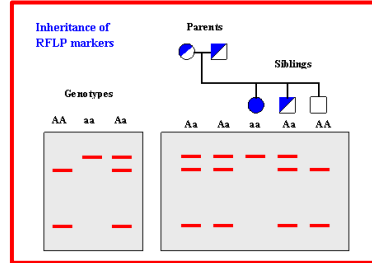 Inheritance of
RFLP markers
Parents
Siblings
Genotypes
AA aa Aa
Aa Aa aa Aa AA